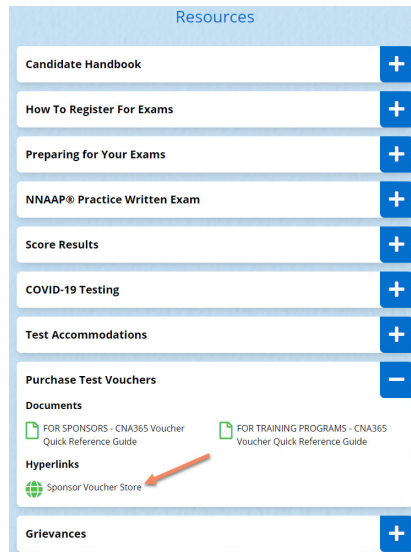 Resources
Candidate Handbook
How To Register For Exams
Preparing for Your Exams
NNAAP® Practice Written Exam
Score Results
COVID-19 Testing
Test Accommodations
Purchase Test Vouchers
Documents
FOR SPONSORS - CNA365 Voucher
Quick Reference Guide
FOR TRAINING PROGRAMS - CNA365
Voucher Quick Reference Guide
Hyperlinks
Sponsor Voucher Store
Grievances